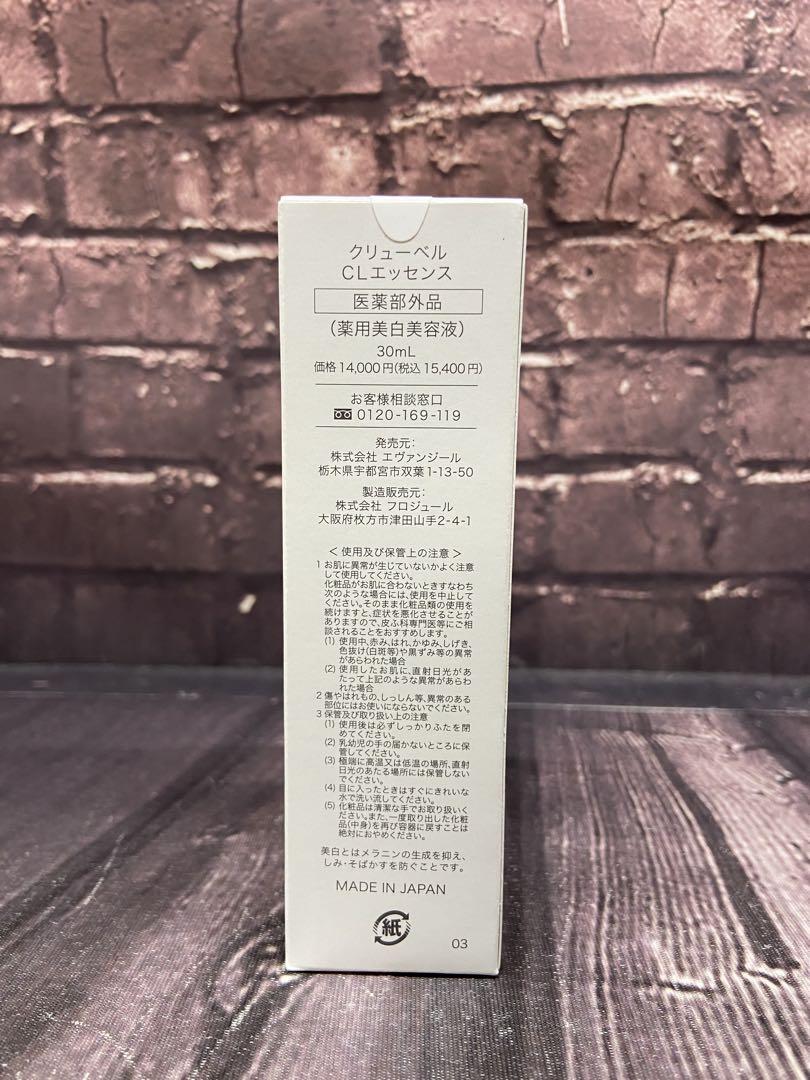 クリューベル
CLエッセンス
医薬部外品
(薬用美白美容液)
30mL
価格 14,000円(税込 15,400円)
お客様相談窓口
0120-169-119
発売元:
株式会社 エヴァンジール
栃木県宇都宮市双葉1-13-50
製造販売元:
株式会社 フロジュール
大阪府枚方市津田山手2-4-1
< 使用及び保管上の注意 >
1 お肌に異常が生じていないかよく注意
して使用してください。
化粧品がお肌に合わないときすなわち
次のような場合には、使用を中止して
ください。そのまま化粧品類の使用を
続けますと、症状を悪化させることが
ありますので、皮ふ科専門医等にご相
談されることをおすすめします。
(1) 使用中、赤み、はれ、かゆみ、しげき、
色抜け(白斑等)や黒ずみ等の異常
があらわれた場合
(2) 使用したお肌に、直射日光があ
たって上記のような異常があらわ
れた場合
2 傷やはれもの、しっしん等、異常のある
部位にはお使いにならないでください。
3 保管及び取り扱い上の注意
(1) 使用後は必ずしっかりふたを閉
めてください。
(2) 乳幼児の手の届かないところに保
管してください。
(3) 極端に高温又は低温の場所、直射
日光のあたる場所には保管しない
でください。
(4) 目に入ったときはすぐにきれいな
水で洗い流してください。
(5) 化粧品は清潔な手でお取り扱いく
ださい。また、一度取り出した化粧
品(中身)を再び容器に戻すことは
絶対におやめください。
美白とはメラニンの生成を抑え、
しみ・そばかすを防ぐことです。
MADE IN JAPAN
紙
03